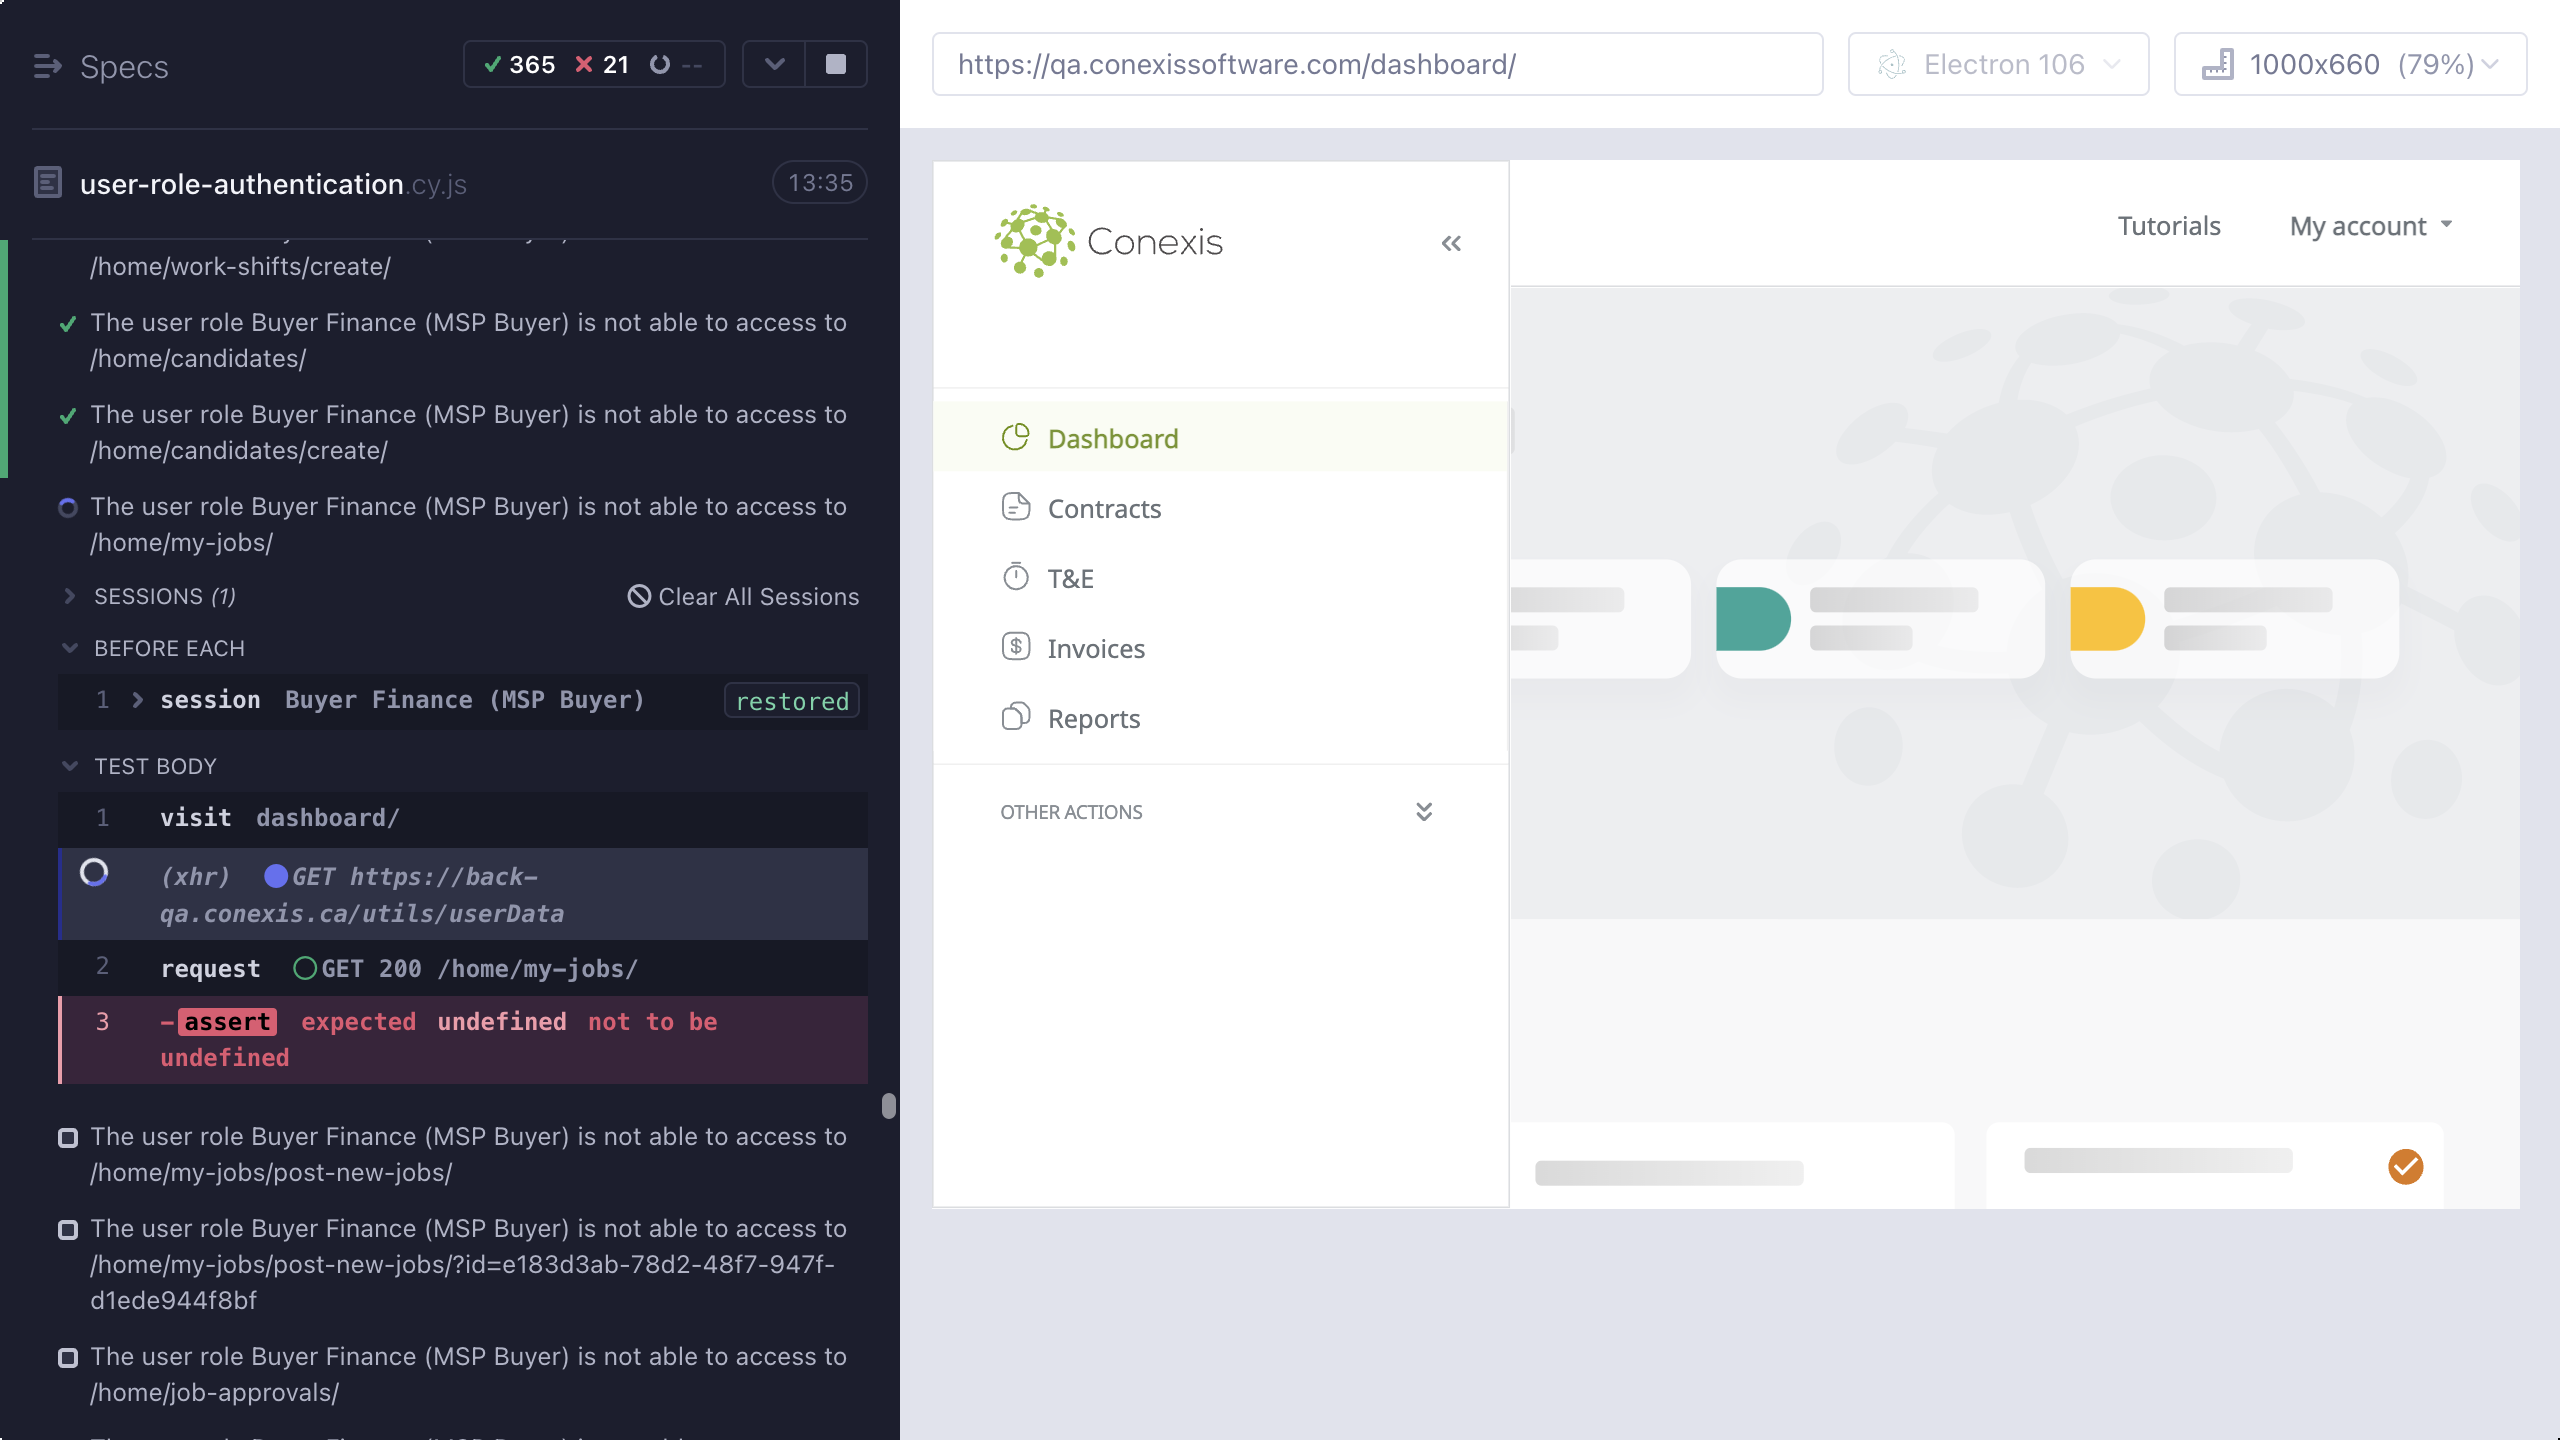 Specs
365 21 --
user-role-authentication.cy.js
13:35
/home/work-shifts/create/
The user role Buyer Finance (MSP Buyer) is not able to access to
/home/candidates/
The user role Buyer Finance (MSP Buyer) is not able to access to
/home/candidates/create/
The user role Buyer Finance (MSP Buyer) is not able to access to
/home/my-jobs/
SESSIONS (1)
Clear All Sessions
BEFORE EACH
1 session Buyer Finance (MSP Buyer) restored
TEST BODY
1 visit dashboard/
(xhr) GET https://back-
qa.conexis.ca/utils/userData
2 request GET 200 /home/my-jobs/
3 -assert expected undefined not to be
undefined
The user role Buyer Finance (MSP Buyer) is not able to access to
/home/my-jobs/post-new-jobs/
The user role Buyer Finance (MSP Buyer) is not able to access to
/home/my-jobs/post-new-jobs/?id=e183d3ab-78d2-48f7-947f-
d1ede944f8bf
The user role Buyer Finance (MSP Buyer) is not able to access to
/home/job-approvals/
https://qa.conexissoftware.com/dashboard/
Electron 106
1000x660 (79%)
Conexis
Tutorials
My account
Dashboard
Contracts
T&E
Invoices
Reports
OTHER ACTIONS